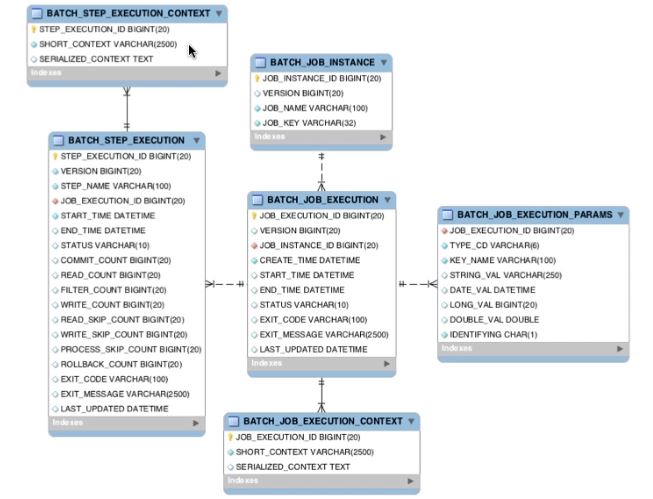 BATCH_STEP_EXECUTION_CONTEXT
STEP_EXECUTION_ID BIGINT(20)
SHORT_CONTEXT VARCHAR(2500)
SERIALIZED_CONTEXT TEXT
Indexes
BATCH_JOB_INSTANCE
JOB_INSTANCE_ID BIGINT(20)
VERSION BIGINT(20)
JOB_NAME VARCHAR(100)
JOB_KEY VARCHAR(32)
Indexes
BATCH_STEP_EXECUTION
STEP_EXECUTION_ID BIGINT(20)
VERSION BIGINT(20)
STEP_NAME VARCHAR(100)
JOB_EXECUTION_ID BIGINT(20)
START_TIME DATETIME
END_TIME DATETIME
STATUS VARCHAR(10)
COMMIT_COUNT BIGINT(20)
READ_COUNT BIGINT(20)
FILTER_COUNT BIGINT(20)
WRITE_COUNT BIGINT(20)
READ_SKIP_COUNT BIGINT(20)
WRITE_SKIP_COUNT BIGINT(20)
PROCESS_SKIP_COUNT BIGINT(20)
ROLLBACK_COUNT BIGINT(20)
EXIT_CODE VARCHAR(100)
EXIT_MESSAGE VARCHAR(2500)
LAST_UPDATED DATETIME
Indexes
BATCH_JOB_EXECUTION
JOB_EXECUTION_ID BIGINT(20)
VERSION BIGINT(20)
JOB_INSTANCE_ID BIGINT(20)
CREATE_TIME DATETIME
START_TIME DATETIME
END_TIME DATETIME
STATUS VARCHAR(10)
EXIT_CODE VARCHAR(100)
EXIT_MESSAGE VARCHAR(2500)
LAST_UPDATED DATETIME
Indexes
BATCH_JOB_EXECUTION_PARAMS
JOB_EXECUTION_ID BIGINT(20)
TYPE_CD VARCHAR(6)
KEY_NAME VARCHAR(100)
STRING_VAL VARCHAR(250)
DATE_VAL DATETIME
LONG_VAL BIGINT(20)
DOUBLE_VAL DOUBLE
IDENTIFYING CHAR(1)
Indexes
BATCH_JOB_EXECUTION_CONTEXT
JOB_EXECUTION_ID BIGINT(20)
SHORT_CONTEXT VARCHAR(2500)
SERIALIZED_CONTEXT TEXT
Indexes